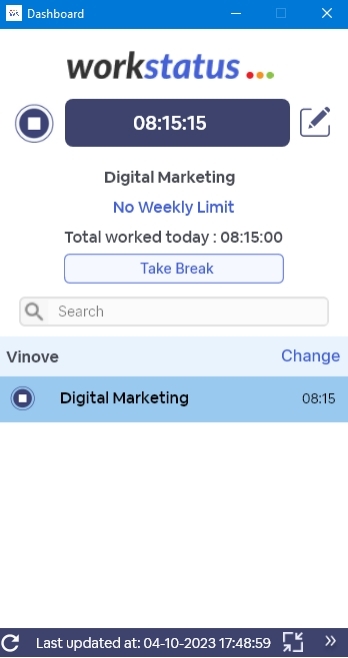 Dashboard
workstatus
08:15:15
Digital Marketing
No Weekly Limit
Total worked today : 08:15:00
Take Break
Search
Vinove
Change
Digital Marketing
08:15
Last updated at: 04-10-2023 17:48:59